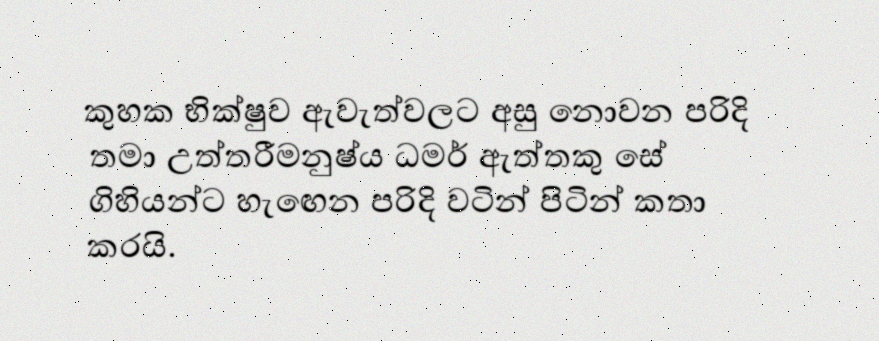 කුහක භික්ෂුව ඇවැත්වලට අසු නොවන පරිදි
තමා උත්තරීමනුෂ්ය ධමර් ඇත්තකු සේ
ගිහියන්ට හැඟෙන පරිදි වටින් පිටින් කතා
කරයි.